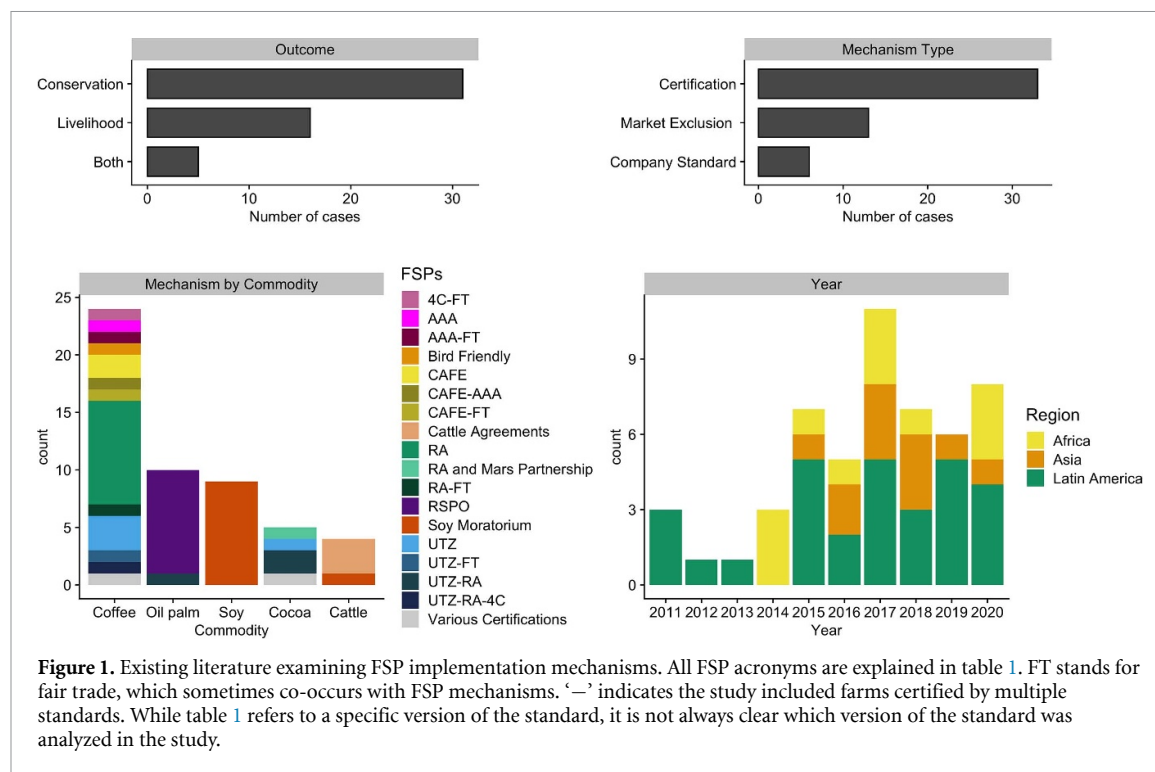 Outcome
Conservation
Livelihood
Both
0 10 20 30
Number of cases
Mechanism Type
Certification
Market Exclusion
Company Standard
0 10 20 30
Number of cases
Mechanism by Commodity
25
20
15
10
5
0
count
Coffee Oil palm Soy Cocoa Cattle
Commodity
FSPs
4C-FT
AAA
AAA-FT
Bird Friendly
CAFE
CAFE-AAA
CAFE-FT
Cattle Agreements
RA
RA and Mars Partnership
RA-FT
RSPO
Soy Moratorium
UTZ
UTZ-FT
UTZ-RA
UTZ-RA-4C
Various Certifications
Year
9
6
3
0
count
2011 2012 2013 2014 2015 2016 2017 2018 2019 2020
Year
Region
Africa
Asia
Latin America
Figure 1. Existing literature examining FSP implementation mechanisms. All FSP acronyms are explained in table 1. FT stands for
fair trade, which sometimes co-occurs with FSP mechanisms. ‘—’ indicates the study included farms certified by multiple
standards. While table 1 refers to a specific version of the standard, it is not always clear which version of the standard was
analyzed in the study.